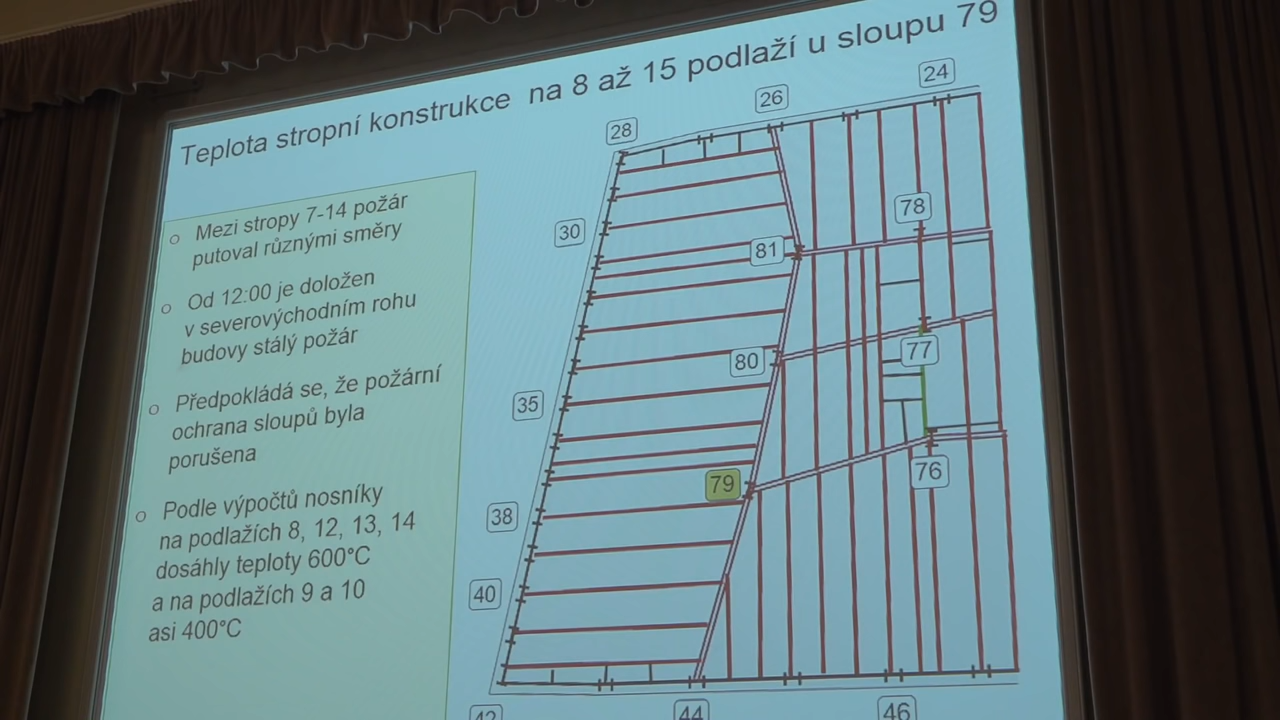 Teplota stropní konstrukce na 8 až 15 podlaží u sloupu 79
Mezi stropy 7-14 požár
putoval různými směry
Od 12:00 je doložen
v severovýchodním rohu
budovy stálý požár
Předpokládá se, že požární
ochrana sloupů byla
porušena
Podle výpočtů nosníky
na podlažích 8, 12, 13, 14
dosáhly teploty 600°C
a na podlažích 9 a 10
asi 400°C
24
26
28
78
30
81
77
80
35
76
79
38
40
42
44
46